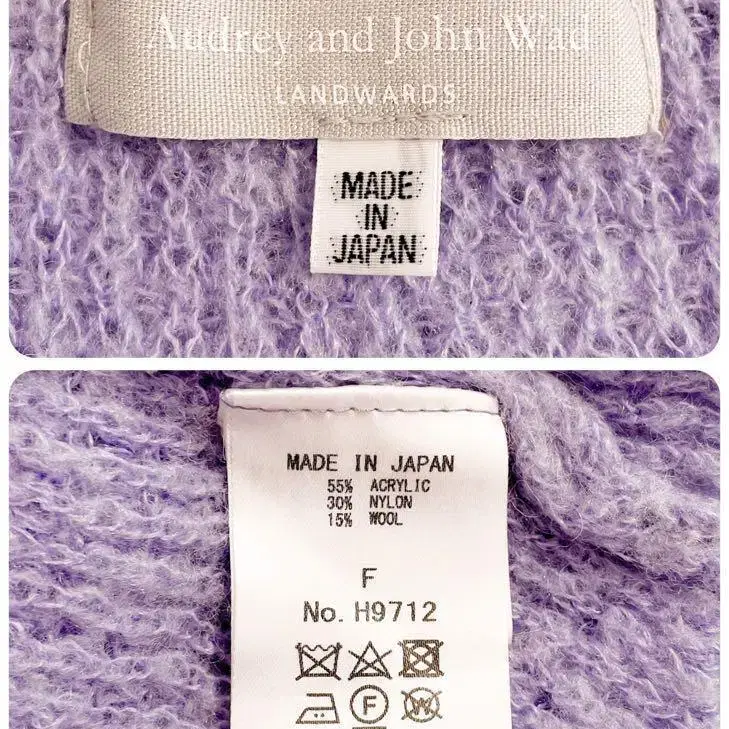 Audrey and John Wad
LANDWARDS
MADE
IN
JAPAN
MADE IN JAPAN
55% ACRYLIC
30% NYLON
15% WOOL
F
No. H9712
F
W